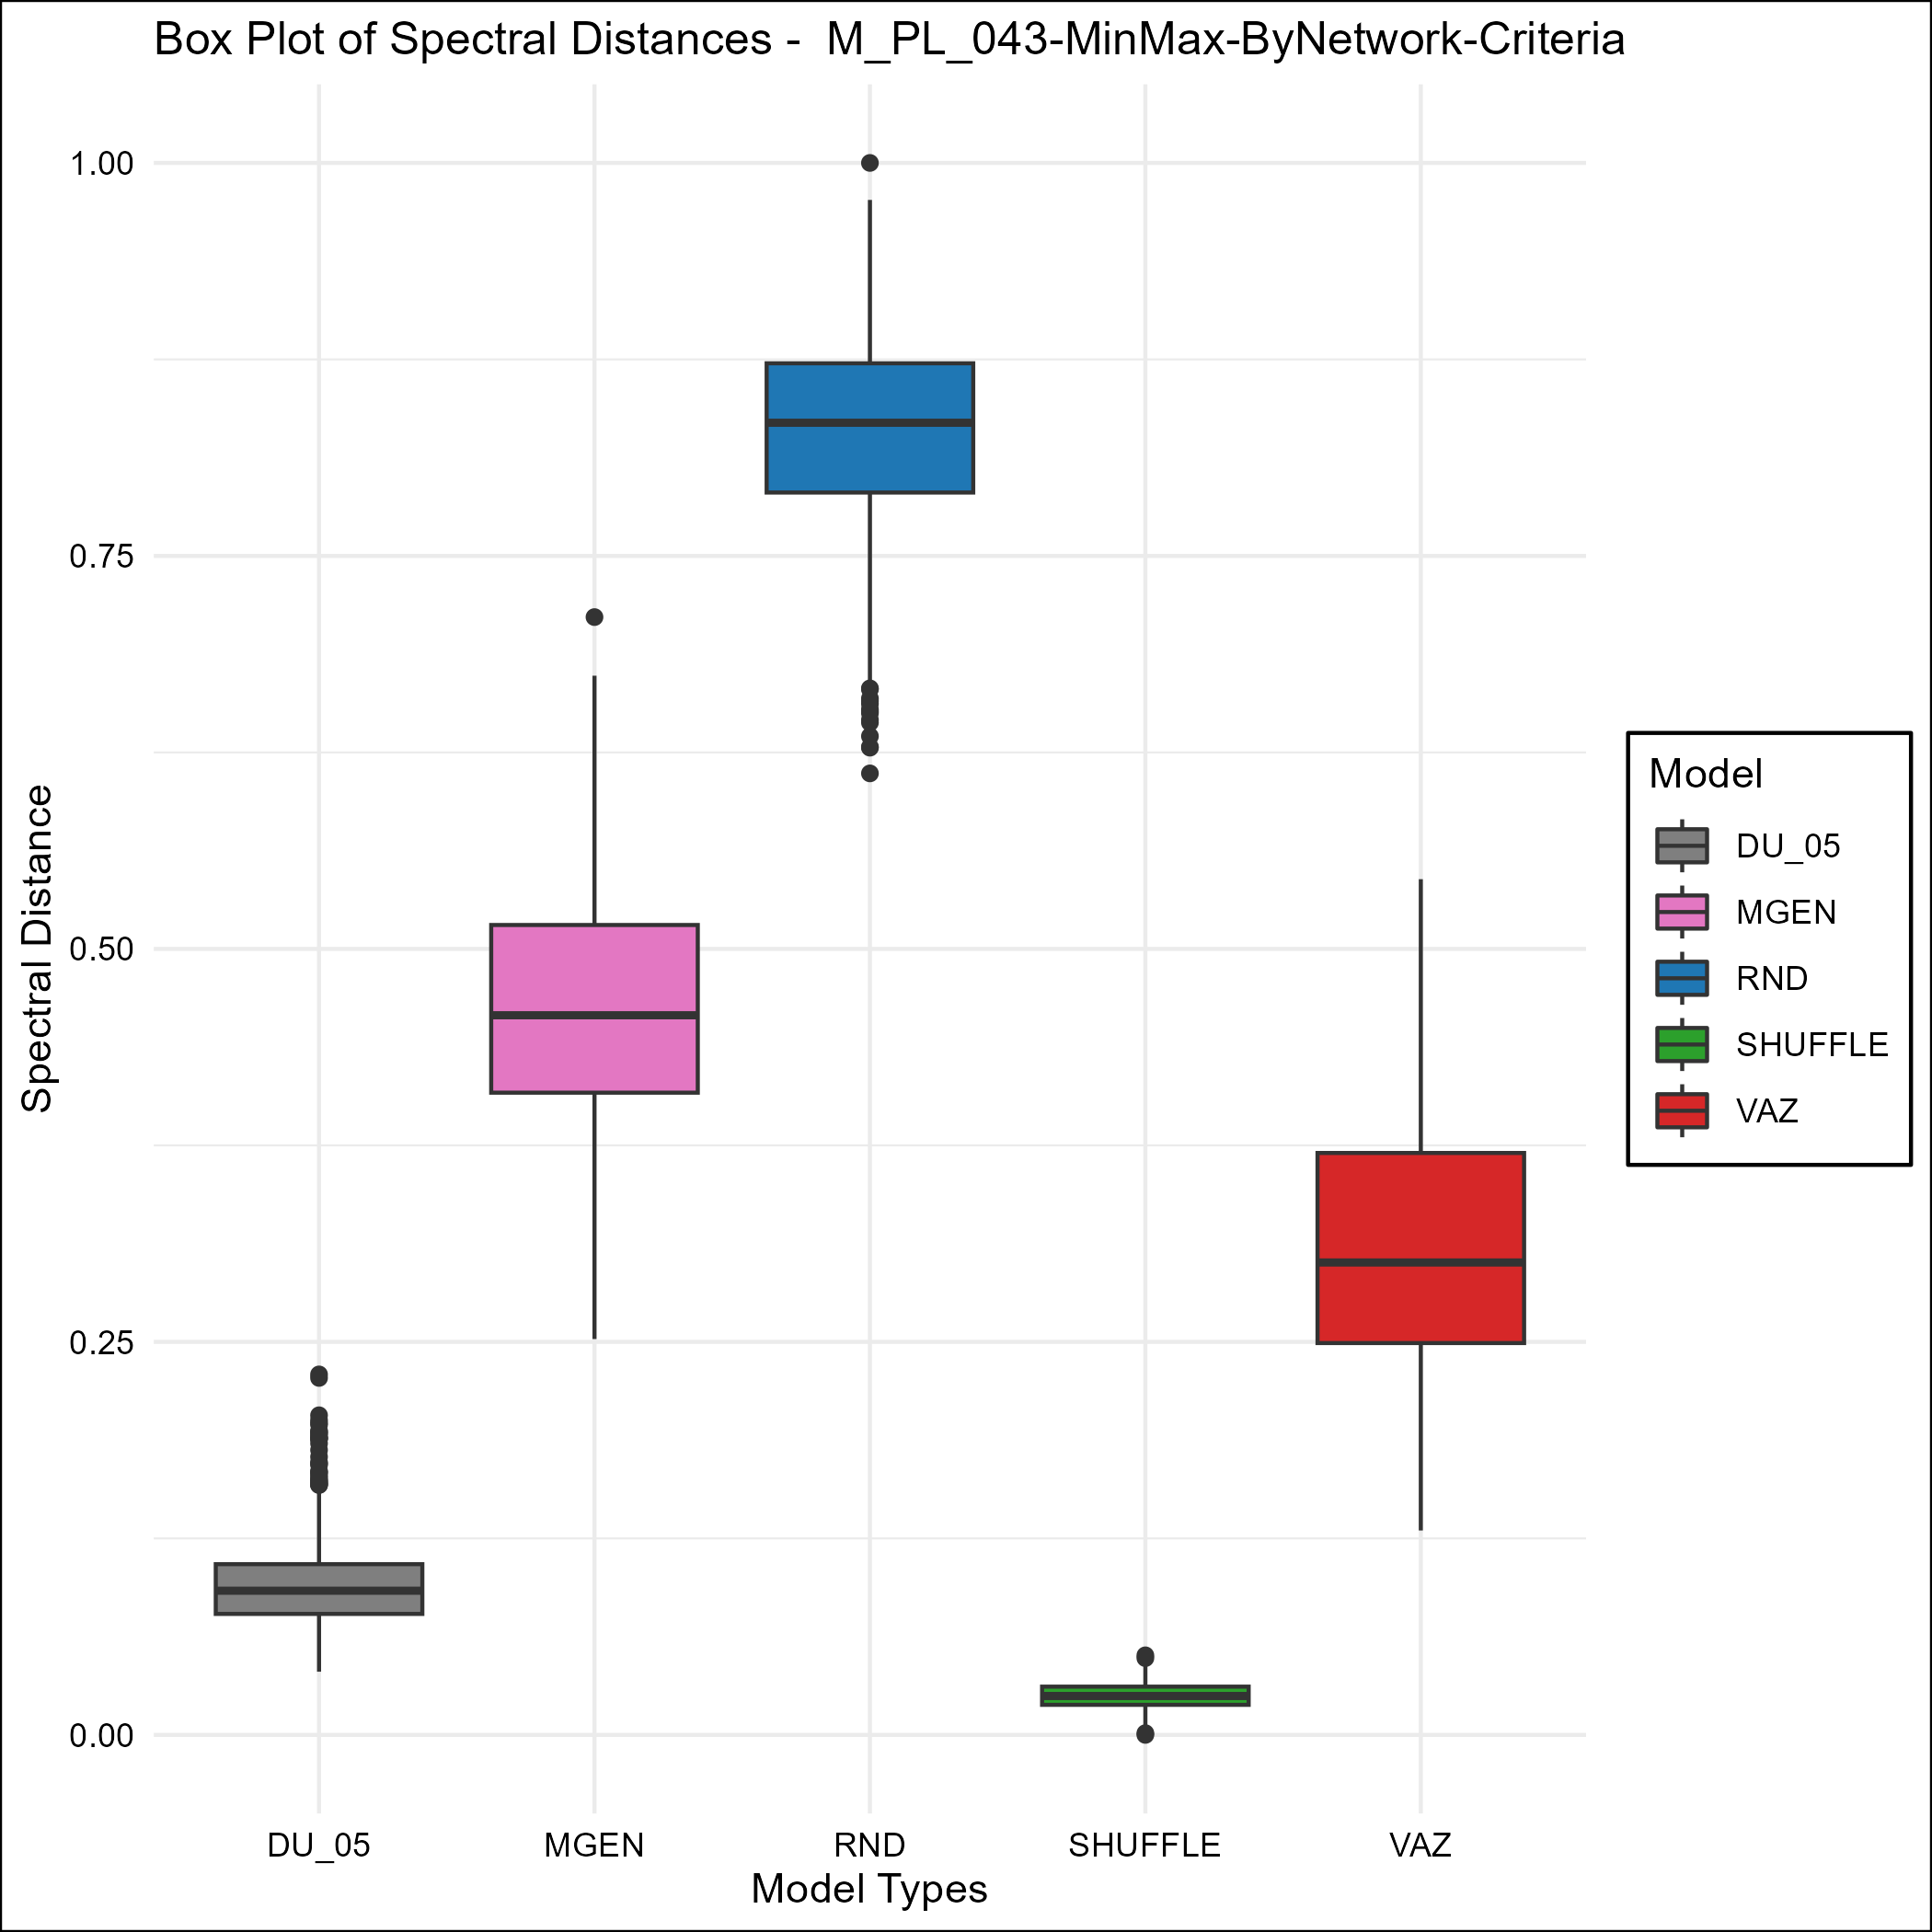 Box Plot of Spectral Distances -  M_PL_043-MinMax-ByNetwork-Criteria
Spectral Distance
1.00
0.75
0.50
0.25
0.00
DU_05
MGEN
RND
SHUFFLE
VAZ
Model Types
Model
DU_05
MGEN
RND
SHUFFLE
VAZ